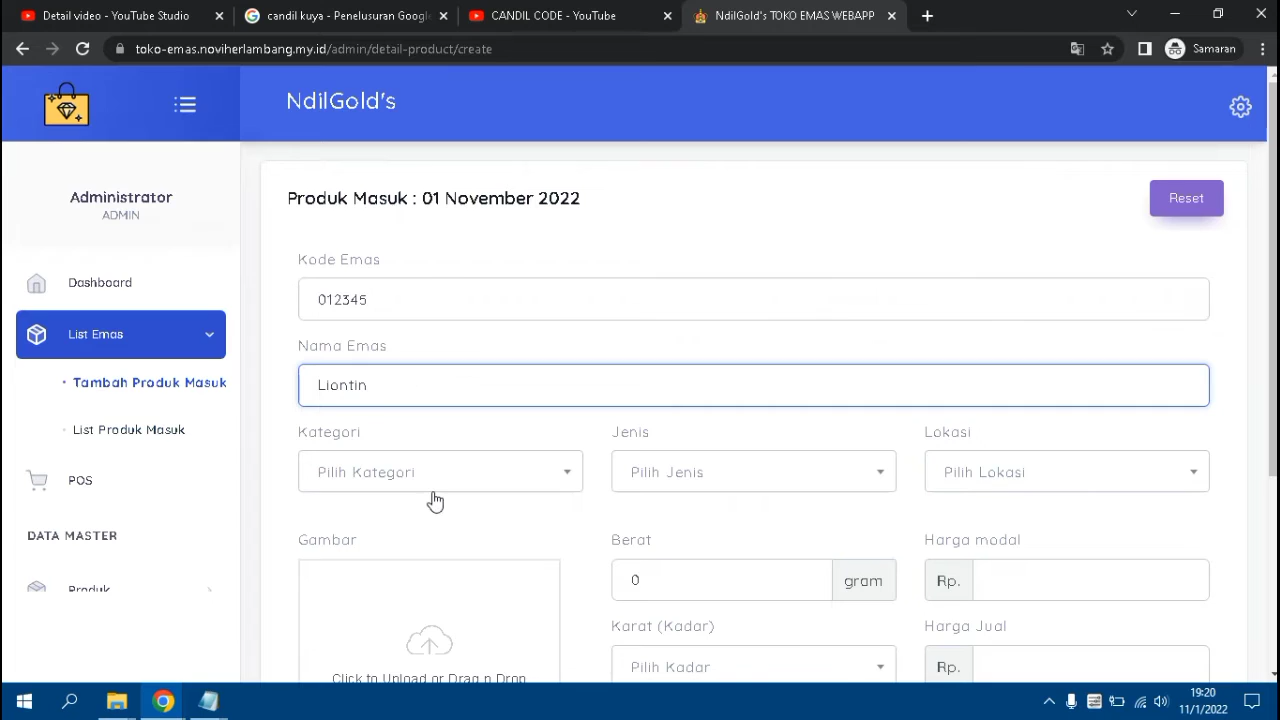 Detail video - YouTube Studio
candil kuya - Penelusuran Google
CANDIL CODE - YouTube
NdilGold's TOKO EMAS WEBAPP
toko-emas.noviherlambang.my.id/admin/detail-product/create
Samaran
NdilGold's
Administrator
ADMIN
Dashboard
List Emas
Tambah Produk Masuk
List Produk Masuk
POS
DATA MASTER
Produk
Produk Masuk : 01 November 2022
Reset
Kode Emas
012345
Nama Emas
Liontin
Kategori
Jenis
Lokasi
Pilih Kategori
Pilih Jenis
Pilih Lokasi
Gambar
Berat
Harga modal
0
gram
Rp.
Karat (Kadar)
Harga Jual
Pilih Kadar
Rp.
Click to Upload or Drag n Drop
19:20
11/1/2022